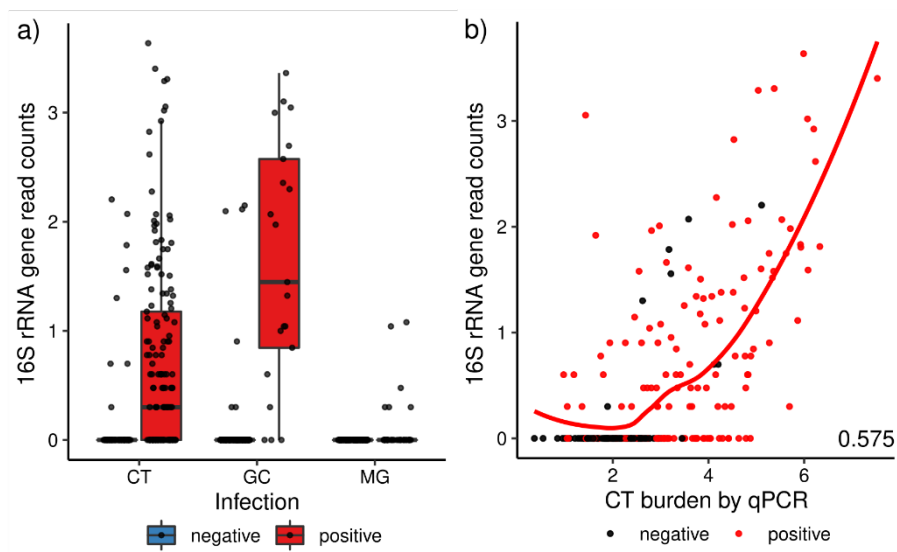 a)
16S rRNA gene read counts
3
2
1
0
CT GC MG
Infection
negative positive
b)
16S rRNA gene read counts
3
2
1
0
0.575
2 4 6
CT burden by qPCR
negative positive